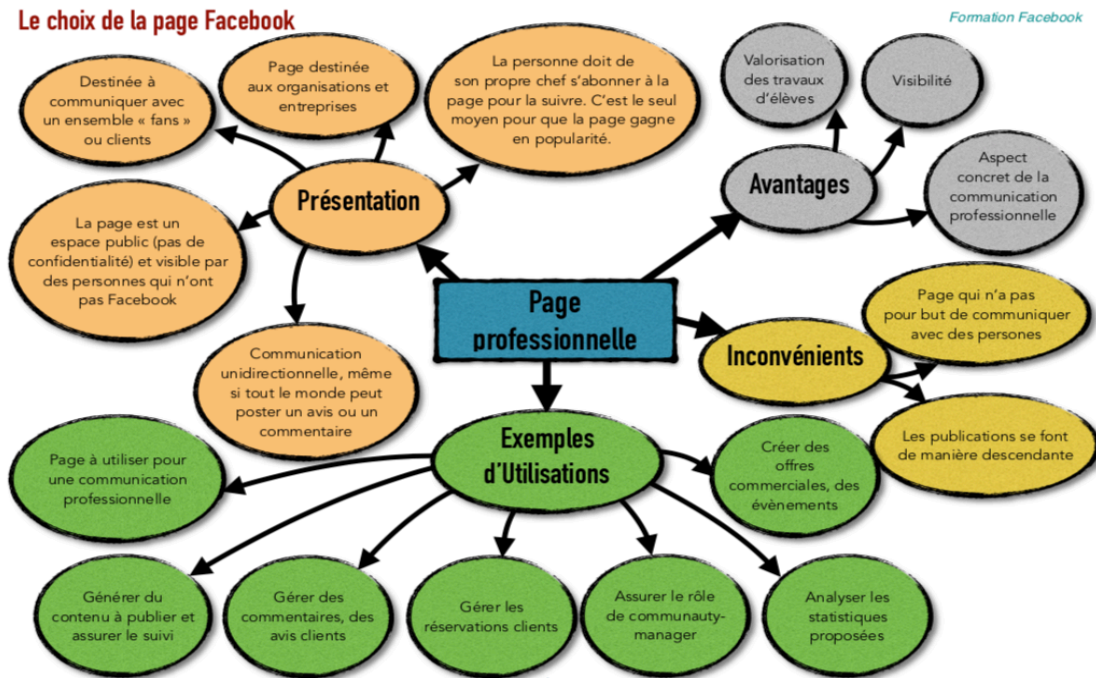 Le choix de la page Facebook
Formation Facebook
Destinée à
communiquer avec
un ensemble « fans »
ou clients
Page destinée
aux organisations et
entreprises
La personne doit de
son propre chef s'abonner à la
page pour la suivre. C'est le seul
moyen pour que la page gagne
en popularité.
Présentation
La page est un
espace public (pas de
confidentialité) et visible par
des personnes qui n'ont
pas Facebook
Communication
unidirectionnelle, même
si tout le monde peut
poster un avis ou un
commentaire
Valorisation
des travaux
d'élèves
Visibilité
Avantages
Aspect
concret de la
communication
professionnelle
Page
professionnelle
Inconvénients
Page qui n'a pas
pour but de communiquer
avec des persones
Les publications se font
de manière descendante
Exemples
d'Utilisations
Page à utiliser pour
une communication
professionnelle
Créer des
offres
commerciales, des
évènements
Générer du
contenu à publier et
assurer le suivi
Gérer des
commentaires, des
avis clients
Gérer les
réservations clients
Assurer le rôle
de communauty-
manager
Analyser les
statistiques
proposées